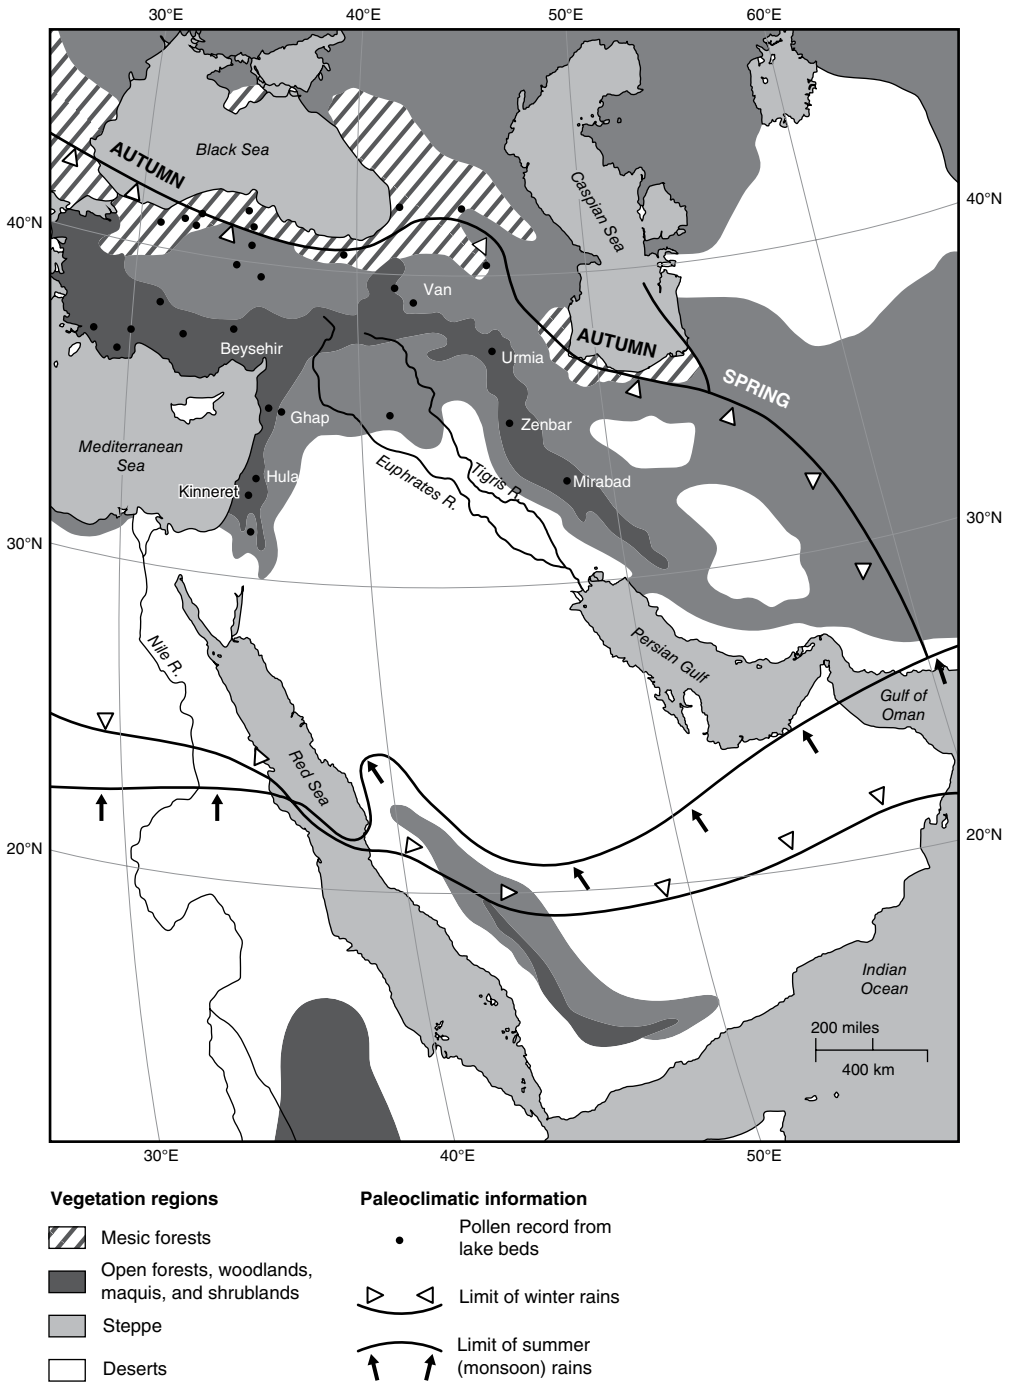 30°E
40°E
50°E
60°E
Black Sea
AUTUMN
Caspian Sea
40°N
40°N
Van
AUTUMN
Beysehir
Urmia
SPRING
Ghap
Zenbar
Mediterranean
Sea
Hula
Kinneret
Euphrates R.
Tigris R.
Mirabad
30°N
30°N
Nile R.
Persian Gulf
Gulf of
Oman
Red Sea
20°N
20°N
Indian
Ocean
200 miles
400 km
30°E
40°E
50°E
Vegetation regions
Mesic forests
Open forests, woodlands,
maquis, and shrublands
Steppe
Deserts
Paleoclimatic information
Pollen record from
lake beds
Limit of winter rains
Limit of summer
(monsoon) rains